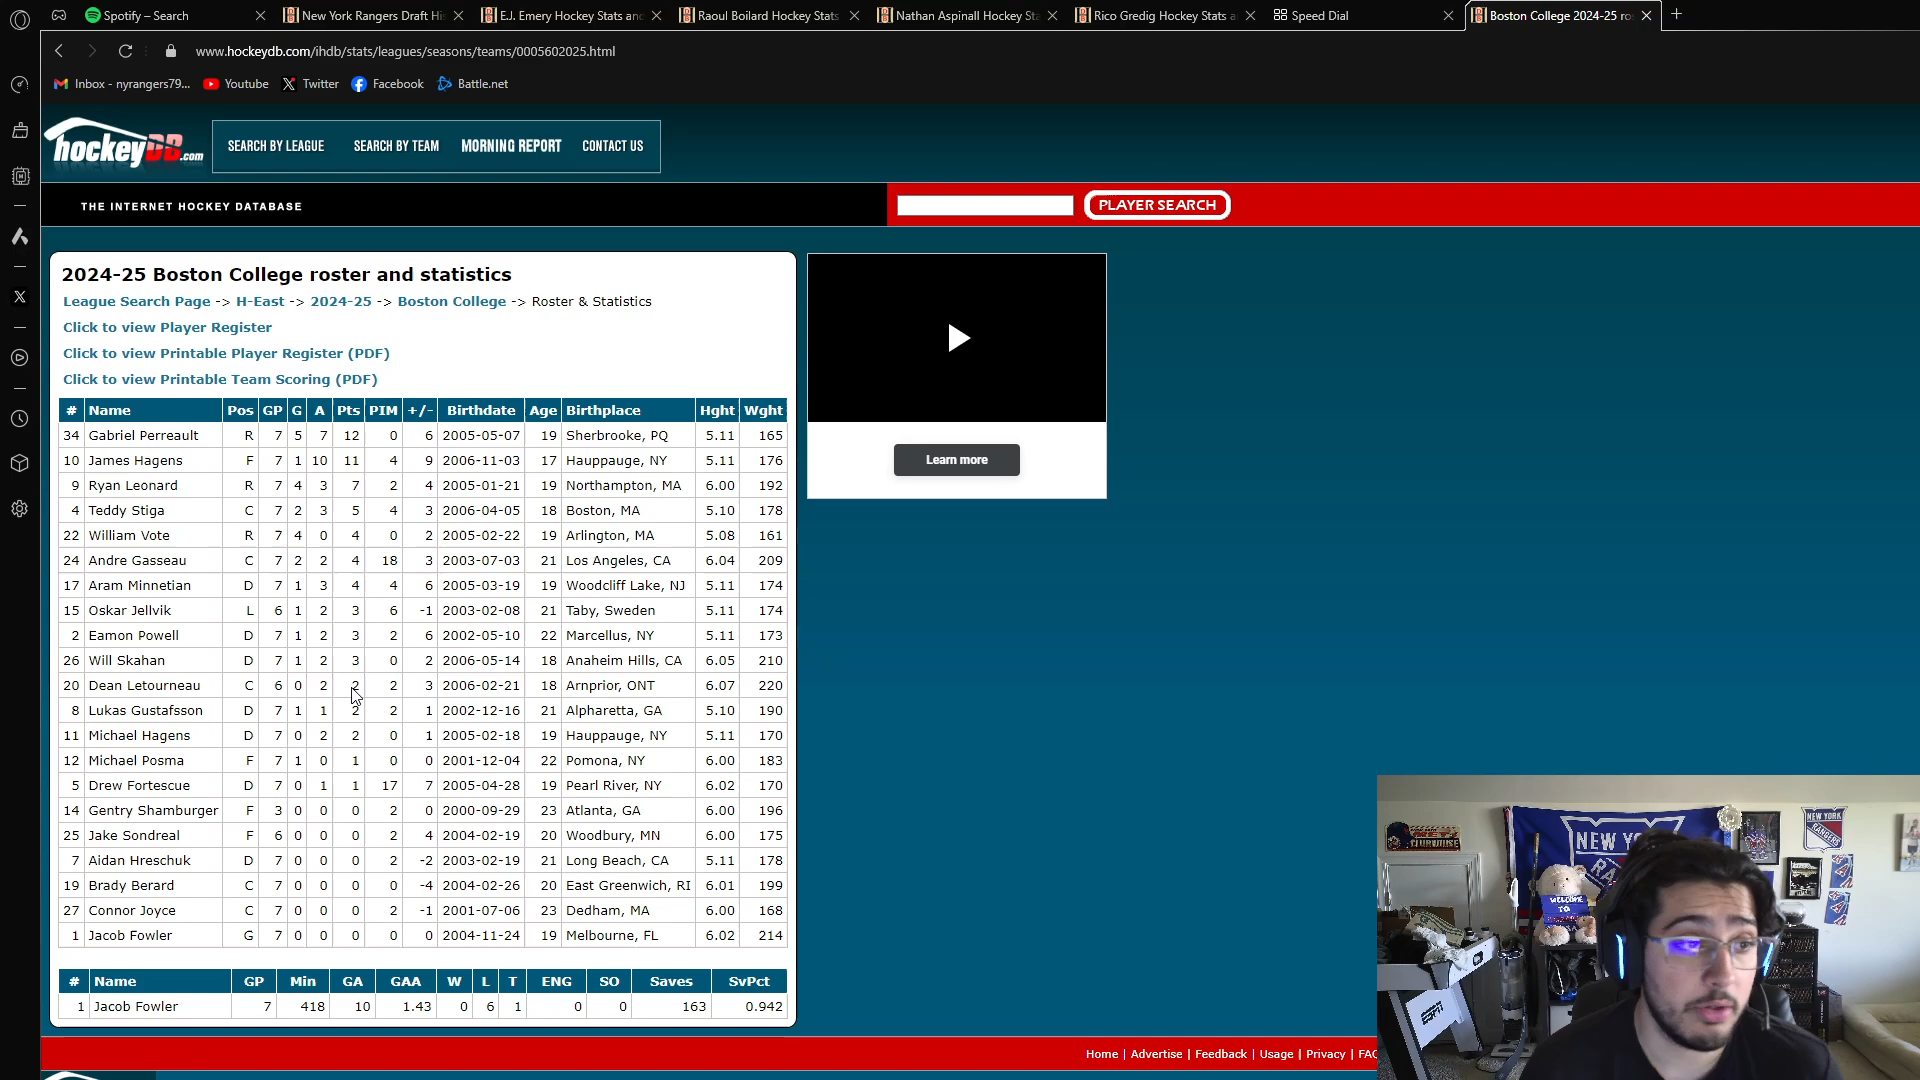 Spotify – Search
New York Rangers Draft His
E.J. Emery Hockey Stats and
Raoul Boilard Hockey Stats
Nathan Aspinall Hockey Sta
Rico Gredig Hockey Stats a
Speed Dial
Boston College 2024-25 ro
www.hockeydb.com/ihdb/stats/leagues/seasons/teams/0005602025.html
Inbox - nyrangers79...
Youtube
Twitter
Facebook
Battle.net
hockeyDB.com
SEARCH BY LEAGUE
SEARCH BY TEAM
MORNING REPORT
CONTACT US
THE INTERNET HOCKEY DATABASE
PLAYER SEARCH
2024-25 Boston College roster and statistics
League Search Page -> H-East -> 2024-25 -> Boston College -> Roster & Statistics
Click to view Player Register
Click to view Printable Player Register (PDF)
Click to view Printable Team Scoring (PDF)
# Name Pos GP G A Pts PIM +/- Birthdate Age Birthplace Hght Wght
34 Gabriel Perreault R 7 5 7 12 0 6 2005-05-07 19 Sherbrooke, PQ 5.11 165
10 James Hagens F 7 1 10 11 4 9 2006-11-03 17 Hauppauge, NY 5.11 176
9 Ryan Leonard R 7 4 3 7 2 4 2005-01-21 19 Northampton, MA 6.00 192
4 Teddy Stiga C 7 2 3 5 4 3 2006-04-05 18 Boston, MA 5.10 178
22 William Vote R 7 4 0 4 0 2 2005-02-22 19 Arlington, MA 5.08 161
24 Andre Gasseau C 7 2 2 4 18 3 2003-07-03 21 Los Angeles, CA 6.04 209
17 Aram Minnetian D 7 1 3 4 4 6 2005-03-19 19 Woodcliff Lake, NJ 5.11 174
15 Oskar Jellvik L 6 1 2 3 6 -1 2003-02-08 21 Taby, Sweden 5.11 174
2 Eamon Powell D 7 1 2 3 2 6 2002-05-10 22 Marcellus, NY 5.11 173
26 Will Skahan D 7 1 2 3 0 2 2006-05-14 18 Anaheim Hills, CA 6.05 210
20 Dean Letourneau C 6 0 2 2 2 3 2006-02-21 18 Arnprior, ONT 6.07 220
8 Lukas Gustafsson D 7 1 1 2 2 1 2002-12-16 21 Alpharetta, GA 5.10 190
11 Michael Hagens D 7 0 2 2 0 1 2005-02-18 19 Hauppauge, NY 5.11 170
12 Michael Posma F 7 1 0 1 0 0 2001-12-04 22 Pomona, NY 6.00 183
5 Drew Fortescue D 7 0 1 1 17 7 2005-04-28 19 Pearl River, NY 6.02 170
14 Gentry Shamburger F 3 0 0 0 2 0 2000-09-29 23 Atlanta, GA 6.00 196
25 Jake Sondreal F 6 0 0 0 2 4 2004-02-19 20 Woodbury, MN 6.00 175
7 Aidan Hreschuk D 7 0 0 0 2 -2 2003-02-19 21 Long Beach, CA 5.11 178
19 Brady Berard C 7 0 0 0 0 -4 2004-02-26 20 East Greenwich, RI 6.01 199
27 Connor Joyce C 7 0 0 0 2 -1 2001-07-06 23 Dedham, MA 6.00 168
1 Jacob Fowler G 7 0 0 0 0 0 2004-11-24 19 Melbourne, FL 6.02 214
# Name GP Min GA GAA W L T ENG SO Saves SvPct
1 Jacob Fowler 7 418 10 1.43 0 6 1 0 0 163 0.942
Learn more
Home | Advertise | Feedback | Usage | Privacy | FAQ
NEW YO
RA
NEW YORK
WELCOME
TO
ESPN